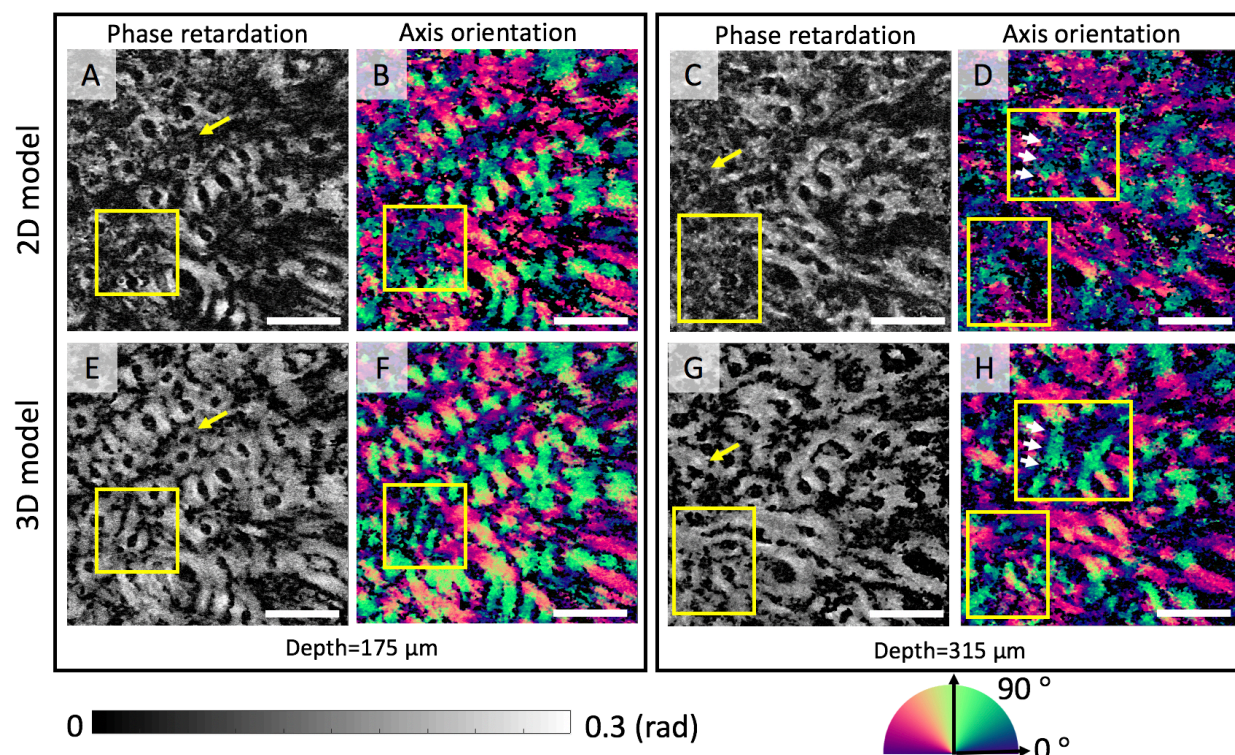 Phase retardation Axis orientation Phase retardation Axis orientation
2D model
A B C D
3D model
E F G H
Depth=175 μm Depth=315 μm
0 0.3 (rad)
90 °
0 °